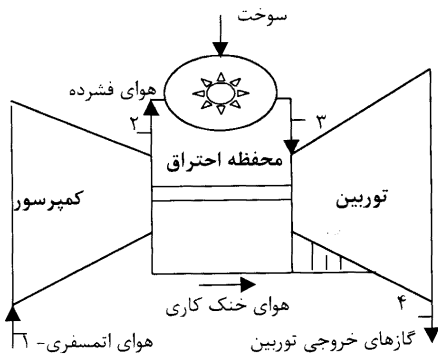 سوخت
هوای فشرده
۲
۳
محفظه احتراق
کمپرسور
توربین
هوای خنک کاری
۴
۱- هوای اتمسفری
گازهای خروجی توربین